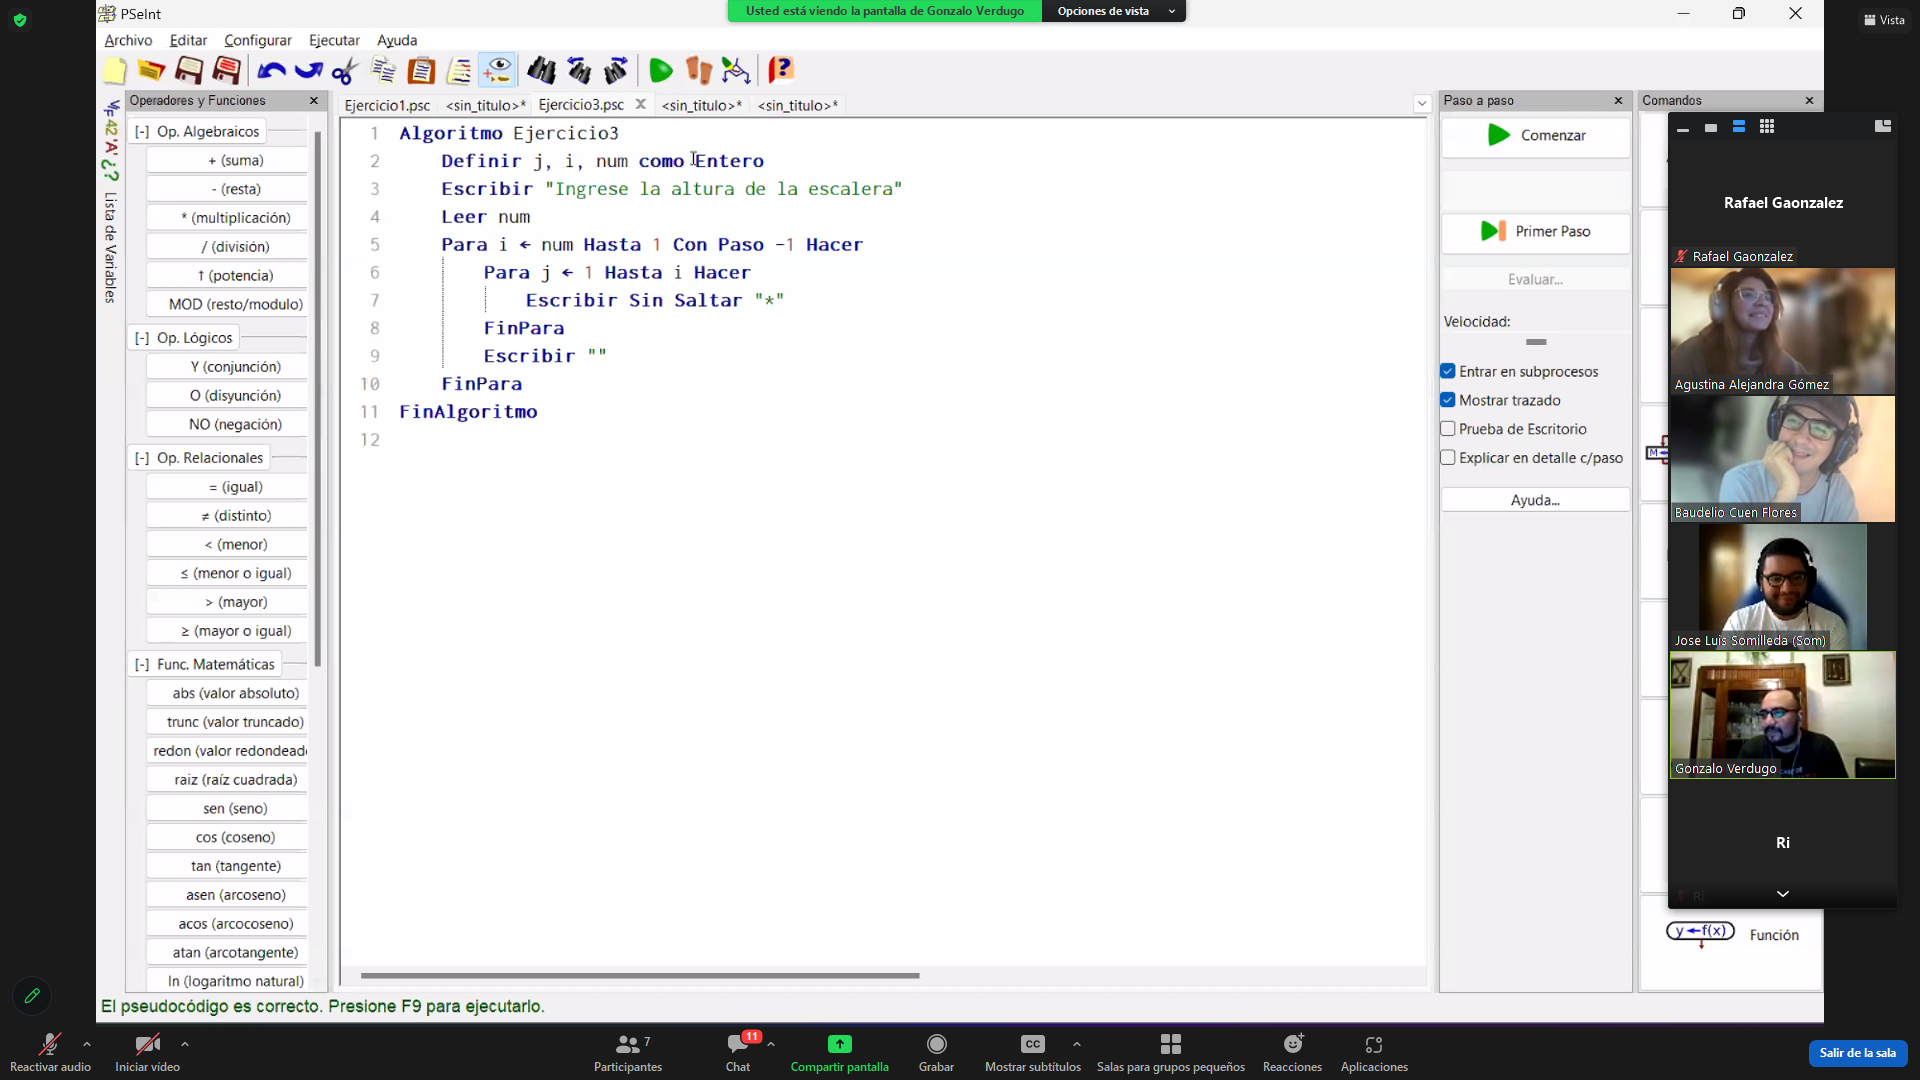 PSeInt
Usted está viendo la pantalla de Gonzalo Verdugo
Opciones de vista
Vista
Archivo Editar Configurar Ejecutar Ayuda
Operadores y Funciones
Ejercicio1.psc <sin_titulo>* Ejercicio3.psc <sin_titulo>* <sin_titulo>*
Paso a paso
Comandos
Lista de Variables
[-] Op. Algebraicos
+ (suma)
- (resta)
* (multiplicación)
/ (división)
↑ (potencia)
MOD (resto/modulo)
[-] Op. Lógicos
Y (conjunción)
O (disyunción)
NO (negación)
[-] Op. Relacionales
= (igual)
≠ (distinto)
< (menor)
≤ (menor o igual)
> (mayor)
≥ (mayor o igual)
[-] Func. Matemáticas
abs (valor absoluto)
trunc (valor truncado)
redon (valor redondead
raiz (raíz cuadrada)
sen (seno)
cos (coseno)
tan (tangente)
asen (arcoseno)
acos (arcocoseno)
atan (arcotangente)
ln (logaritmo natural)
1 Algoritmo Ejercicio3
2 Definir j, i, num como Entero
3 Escribir "Ingrese la altura de la escalera"
4 Leer num
5 Para i ← num Hasta 1 Con Paso -1 Hacer
6 Para j ← 1 Hasta i Hacer
7 Escribir Sin Saltar "*"
8 FinPara
9 Escribir ""
10 FinPara
11 FinAlgoritmo
12
Comenzar
Primer Paso
Evaluar...
Velocidad:
Entrar en subprocesos
Mostrar trazado
Prueba de Escritorio
Explicar en detalle c/paso
Ayuda...
Rafael Gaonzalez
Rafael Gaonzalez
Agustina Alejandra Gómez
Baudelio Cuen Flores
Jose Luis Somilleda (Som)
Gonzalo Verdugo
Ri
Ri
y←f(x) Función
El pseudocódigo es correcto. Presione F9 para ejecutarlo.
Reactivar audio
Iniciar vídeo
7
Participantes
11
Chat
Compartir pantalla
Grabar
CC
Mostrar subtítulos
Salas para grupos pequeños
Reacciones
Aplicaciones
Salir de la sala